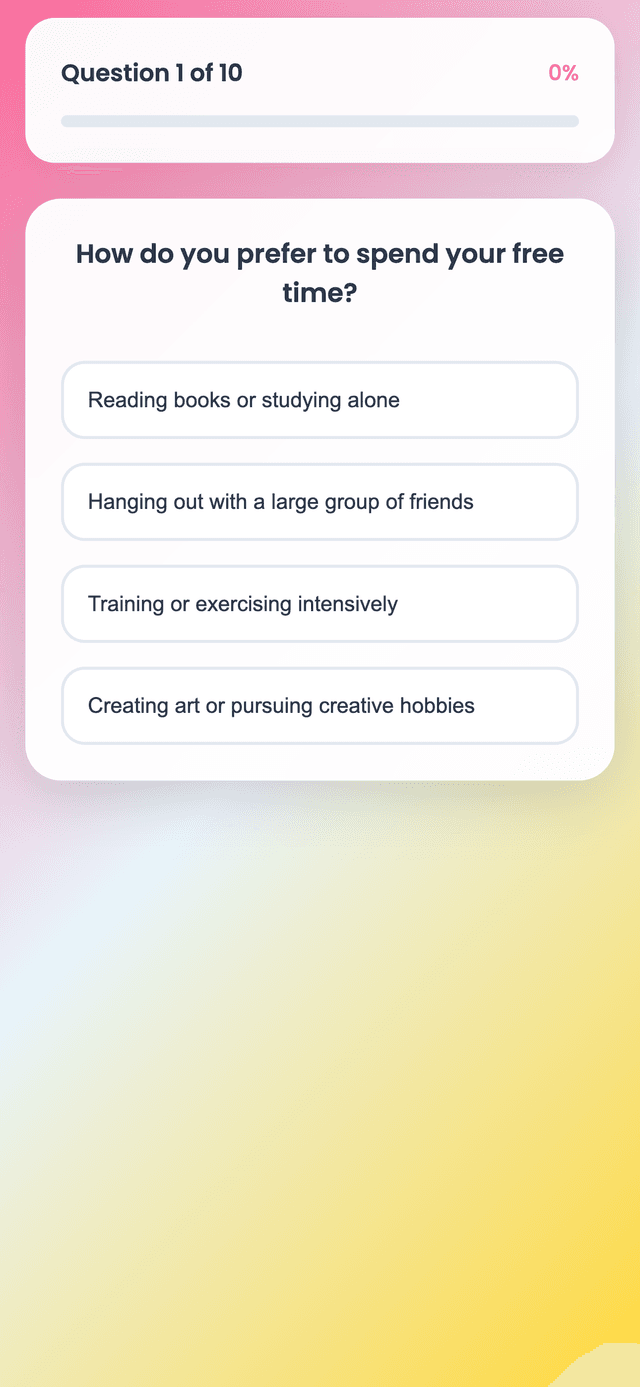 Question 1 of 10
0%
How do you prefer to spend your free
time?
Reading books or studying alone
Hanging out with a large group of friends
Training or exercising intensively
Creating art or pursuing creative hobbies